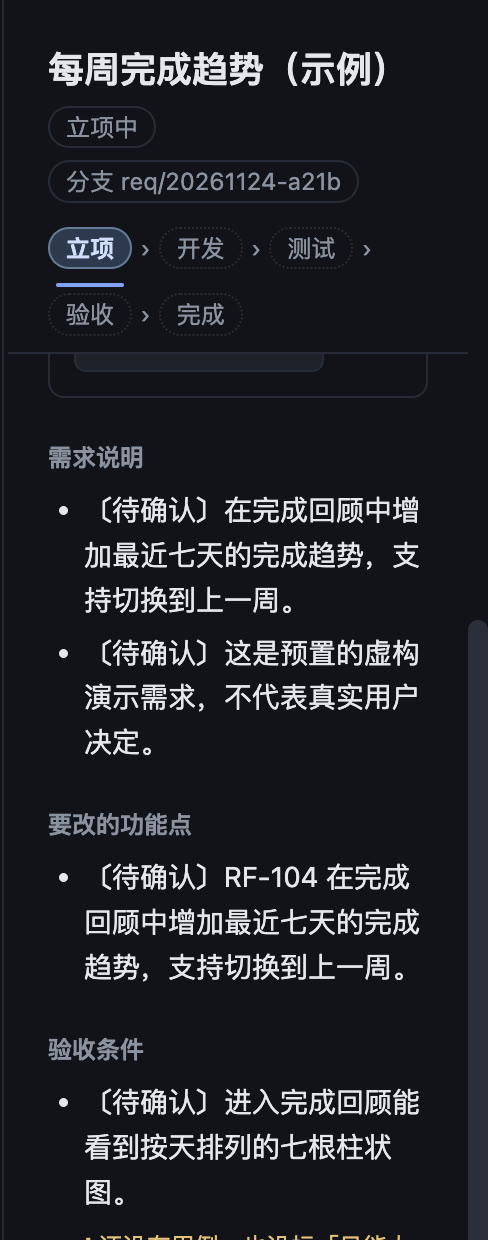 每周完成趋势（示例）
立项中
分支 req/20261124-a21b
立项 › 开发 › 测试 ›
验收 › 完成
需求说明
• 〔待确认〕在完成回顾中增
加最近七天的完成趋势，支
持切换到上一周。
• 〔待确认〕这是预置的虚构
演示需求，不代表真实用户
决定。
要改的功能点
• 〔待确认〕RF-104 在完成
回顾中增加最近七天的完成
趋势，支持切换到上一周。
验收条件
• 〔待确认〕进入完成回顾能
看到按天排列的七根柱状
图。